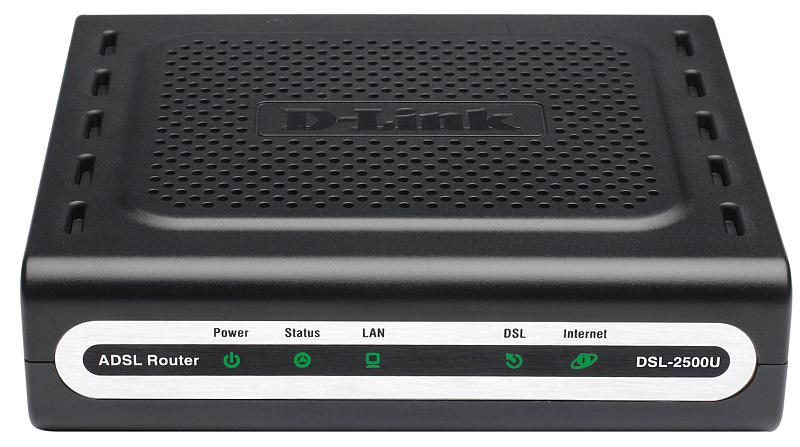 D-Link
Power Status LAN DSL Internet
ADSL Router DSL-2500U